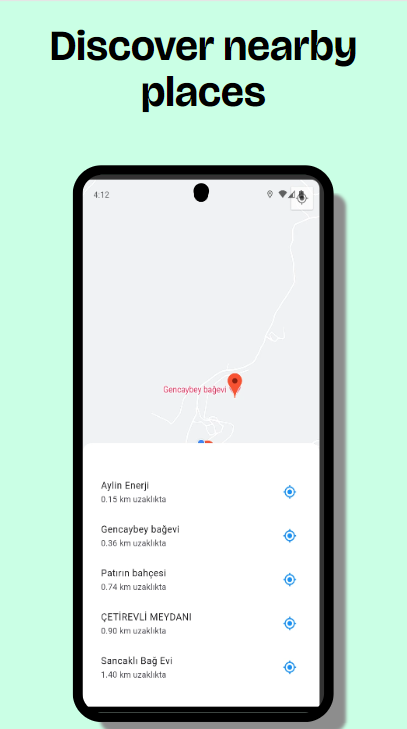 Discover nearby
places
4:12
Gencaybey bağevi
Aylin Enerji
0.15 km uzaklıkta
Gencaybey bağevi
0.36 km uzaklıkta
Patırın bahçesi
0.74 km uzaklıkta
ÇETİREVLİ MEYDANI
0.90 km uzaklıkta
Sancaklı Bağ Evi
1.40 km uzaklıkta